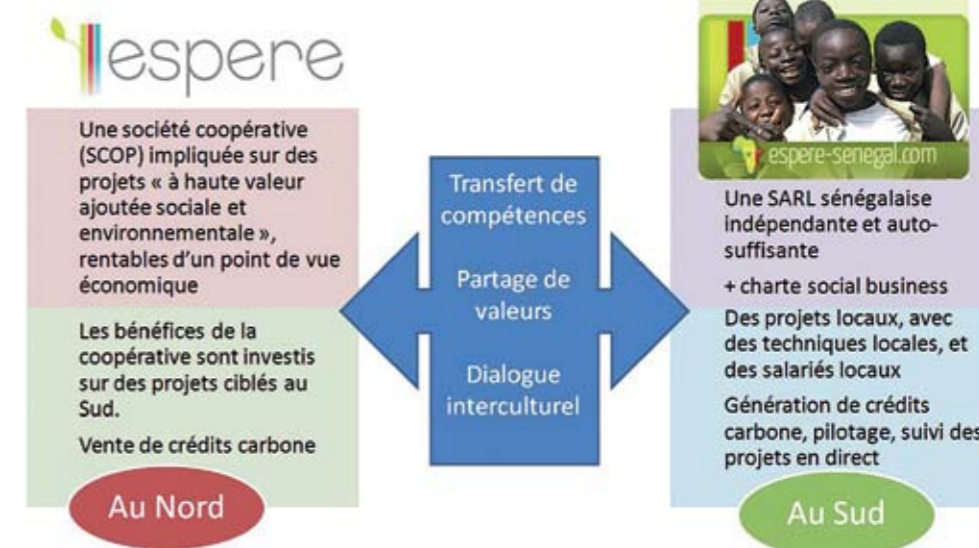 espere
Une société coopérative
(SCOP) impliquée sur des
projets « à haute valeur
ajoutée sociale et
environnementale »,
rentables d'un point de vue
économique
Les bénéfices de la
coopérative sont investis
sur des projets ciblés au
Sud.
Vente de crédits carbone
Au Nord
Transfert de
compétences
Partage de
valeurs
Dialogue
interculturel
espere-senegal.com
Une SARL sénégalaise
indépendante et auto-
suffisante
+ charte social business
Des projets locaux, avec
des techniques locales, et
des salariés locaux
Génération de crédits
carbone, pilotage, suivi des
projets en direct
Au Sud